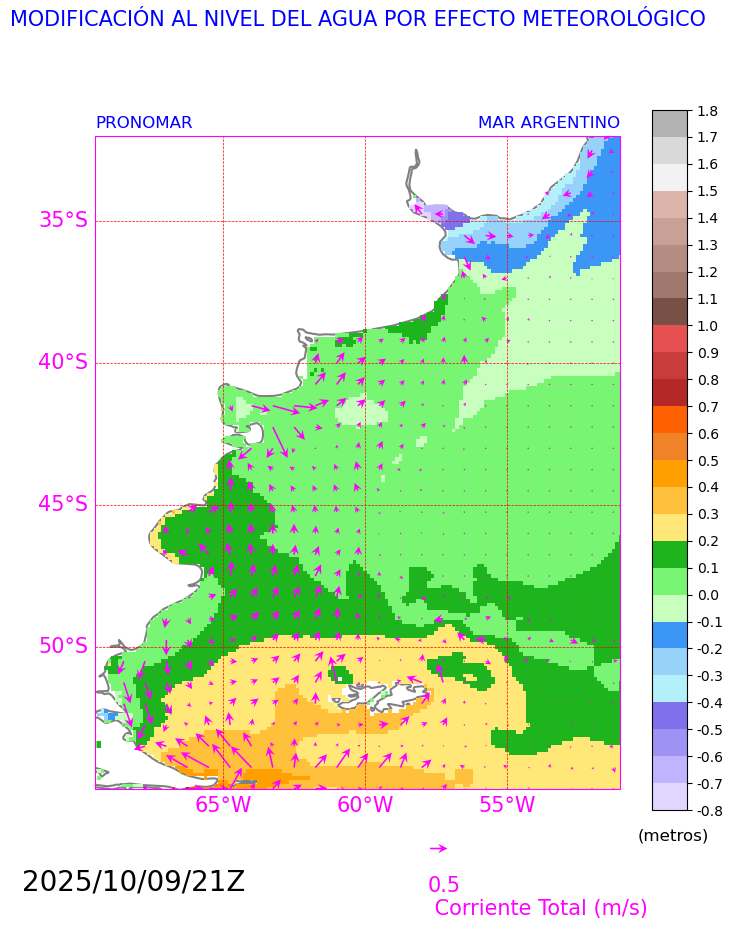 MODIFICACIÓN AL NIVEL DEL AGUA POR EFECTO METEOROLÓGICO
PRONOMAR MAR ARGENTINO
35°S
40°S
45°S
50°S
65°W 60°W 55°W
1.8
1.7
1.6
1.5
1.4
1.3
1.2
1.1
1.0
0.9
0.8
0.7
0.6
0.5
0.4
0.3
0.2
0.1
0.0
-0.1
-0.2
-0.3
-0.4
-0.5
-0.6
-0.7
-0.8
(metros)
2025/10/09/21Z
0.5
Corriente Total (m/s)